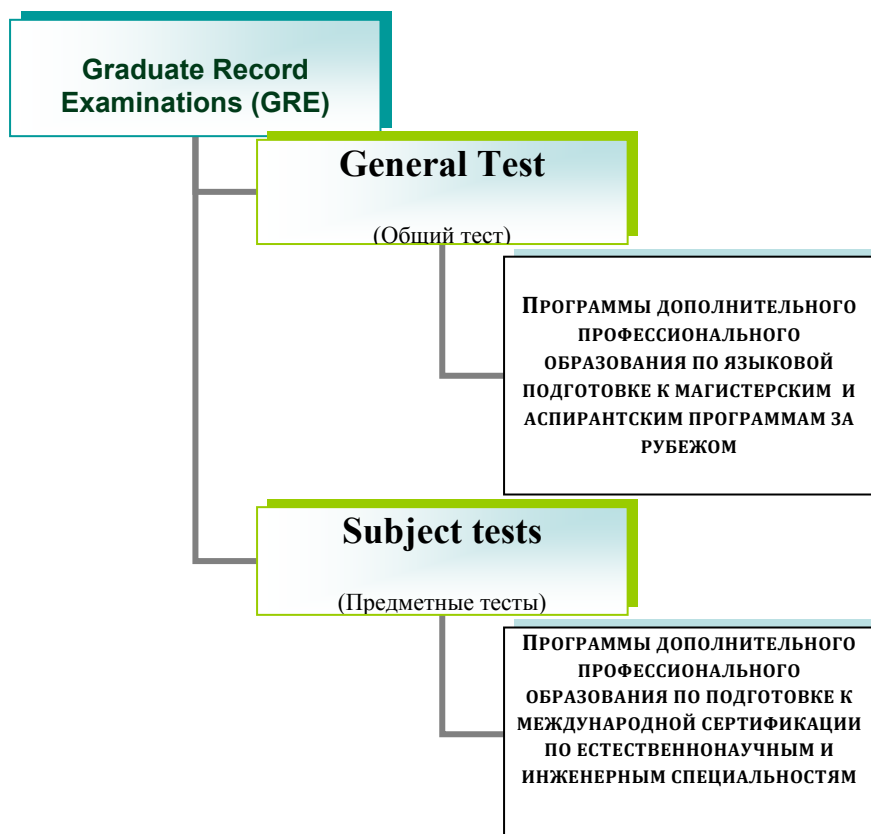 Graduate Record
Examinations (GRE)
General Test
(Общий тест)
Программы дополнительного
профессионального
образования по языковой
подготовке к магистерским и
аспирантским программам за
рубежом
Subject tests
(Предметные тесты)
Программы дополнительного
профессионального
образования по подготовке к
международной сертификации
по естественнонаучным и
инженерным специальностям